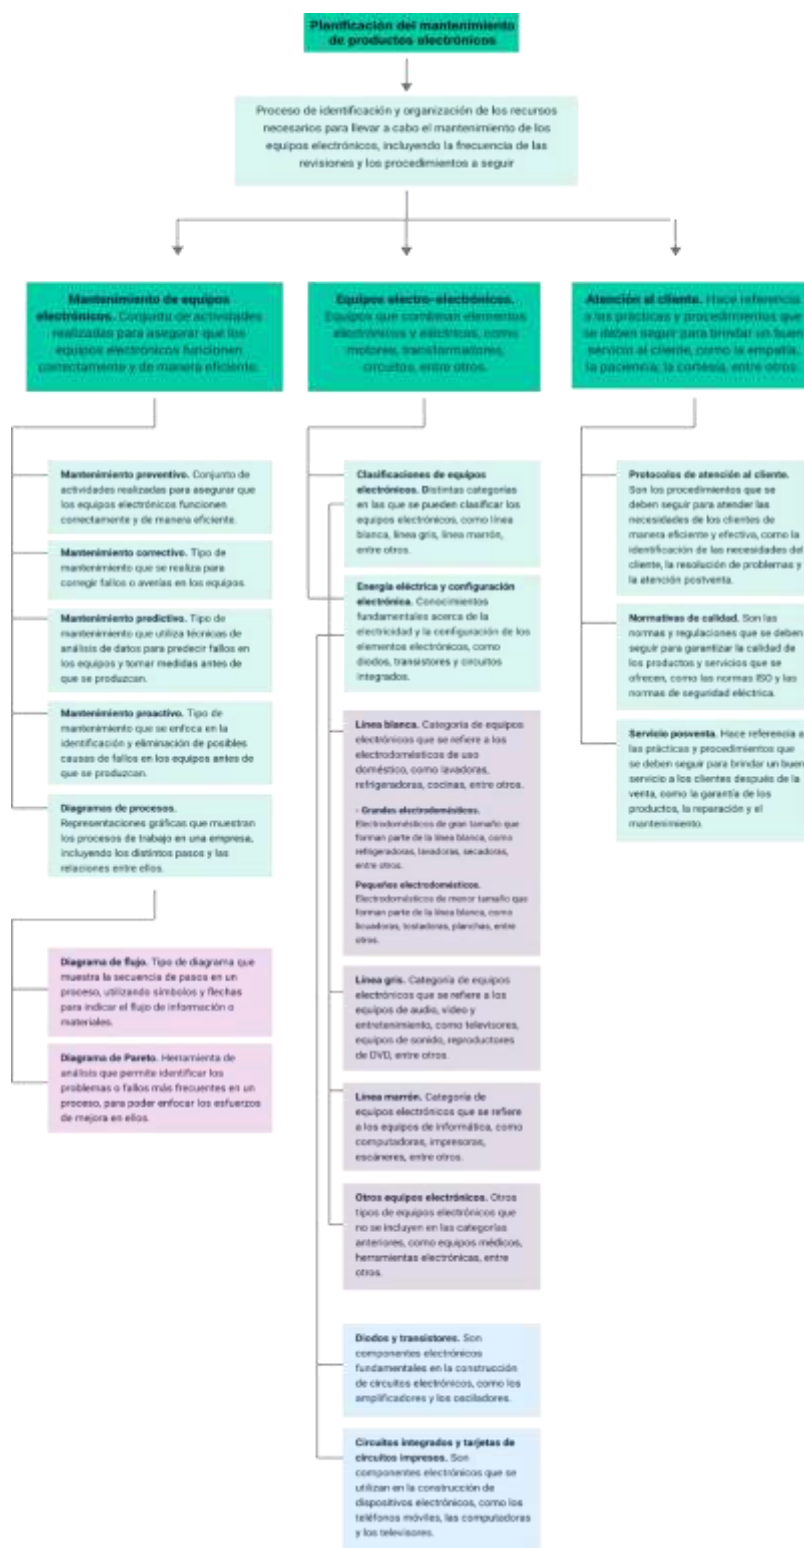 Planificación del mantenimiento
de productos electrónicos
Proceso de identificación y organización de los recursos
necesarios para llevar a cabo el mantenimiento de los
equipos electrónicos, incluyendo la frecuencia de las
revisiones y los procedimientos a seguir
Mantenimiento de equipos
electrónicos. Conjunto de actividades
realizadas para asegurar que los
equipos electrónicos funcionen
correctamente y de manera eficiente.
Mantenimiento preventivo. Conjunto de
actividades realizadas para asegurar que
los equipos electrónicos funcionen
correctamente y de manera eficiente.
Mantenimiento correctivo. Tipo de
mantenimiento que se realiza para
corregir fallos o averías en los equipos.
Mantenimiento predictivo. Tipo de
mantenimiento que utiliza técnicas de
análisis de datos para predecir fallos en
los equipos y tomar medidas antes de
que se produzcan.
Mantenimiento proactivo. Tipo de
mantenimiento que se enfoca en la
identificación y eliminación de posibles
causas de fallos en los equipos antes de
que se produzcan.
Diagramas de procesos.
Representaciones gráficas que muestran
los procesos de trabajo en una empresa,
incluyendo los distintos pasos y las
relaciones entre ellos.
Diagrama de flujo. Tipo de diagrama que
muestra la secuencia de pasos en un
proceso, utilizando símbolos y flechas
para indicar el flujo de información o
materiales.
Diagrama de Pareto. Herramienta de
análisis que permite identificar los
problemas o fallos más frecuentes en un
proceso, para poder enfocar los esfuerzos
de mejora en ellos.
Equipos electro-electrónicos.
Equipos que combinan elementos
electrónicos y eléctricos, como
motores, transformadores,
circuitos, entre otros.
Clasificaciones de equipos
electrónicos. Distintas categorías
en las que se pueden clasificar los
equipos electrónicos, como línea
blanca, línea gris, línea marrón,
entre otros.
Energía eléctrica y configuración
electrónica. Conocimientos
fundamentales acerca de la
electricidad y la configuración de los
elementos electrónicos, como
diodos, transistores y circuitos
integrados.
Línea blanca. Categoría de equipos
electrónicos que se refiere a los
electrodomésticos de uso
doméstico, como lavadoras,
refrigeradoras, cocinas, entre otros.
- Grandes electrodomésticos.
Electrodomésticos de gran tamaño que
forman parte de la línea blanca, como
refrigeradoras, lavadoras, secadoras,
entre otros.
Pequeños electrodomésticos.
Electrodomésticos de menor tamaño que
forman parte de la línea blanca, como
licuadoras, tostadoras, planchas, entre
otros.
Línea gris. Categoría de equipos
electrónicos que se refiere a los
equipos de audio, video y
entretenimiento, como televisores,
equipos de sonido, reproductores
de DVD, entre otros.
Línea marrón. Categoría de
equipos electrónicos que se refiere
a los equipos de informática, como
computadoras, impresoras,
escáneres, entre otros.
Otros equipos electrónicos. Otros
tipos de equipos electrónicos que
no se incluyen en las categorías
anteriores, como equipos médicos,
herramientas electrónicas, entre
otros.
Diodos y transistores. Son
componentes electrónicos
fundamentales en la construcción
de circuitos electrónicos, como los
amplificadores y los osciladores.
Circuitos integrados y tarjetas de
circuitos impresos. Son
componentes electrónicos que se
utilizan en la construcción de
dispositivos electrónicos, como los
teléfonos móviles, las computadoras
y los televisores.
Atención al cliente. Hace referencia
a las prácticas y procedimientos que
se deben seguir para brindar un buen
servicio al cliente, como la empatía,
la paciencia, la cortesía, entre otros.
Protocolos de atención al cliente.
Son los procedimientos que se
deben seguir para atender las
necesidades de los clientes de
manera eficiente y efectiva, como la
identificación de las necesidades del
cliente, la resolución de problemas y
la atención postventa.
Normativas de calidad. Son las
normas y regulaciones que se deben
seguir para garantizar la calidad de
los productos y servicios que se
ofrecen, como las normas ISO y las
normas de seguridad eléctrica.
Servicio posventa. Hace referencia a
las prácticas y procedimientos que
se deben seguir para brindar un buen
servicio a los clientes después de la
venta, como la garantía de los
productos, la reparación y el
mantenimiento.